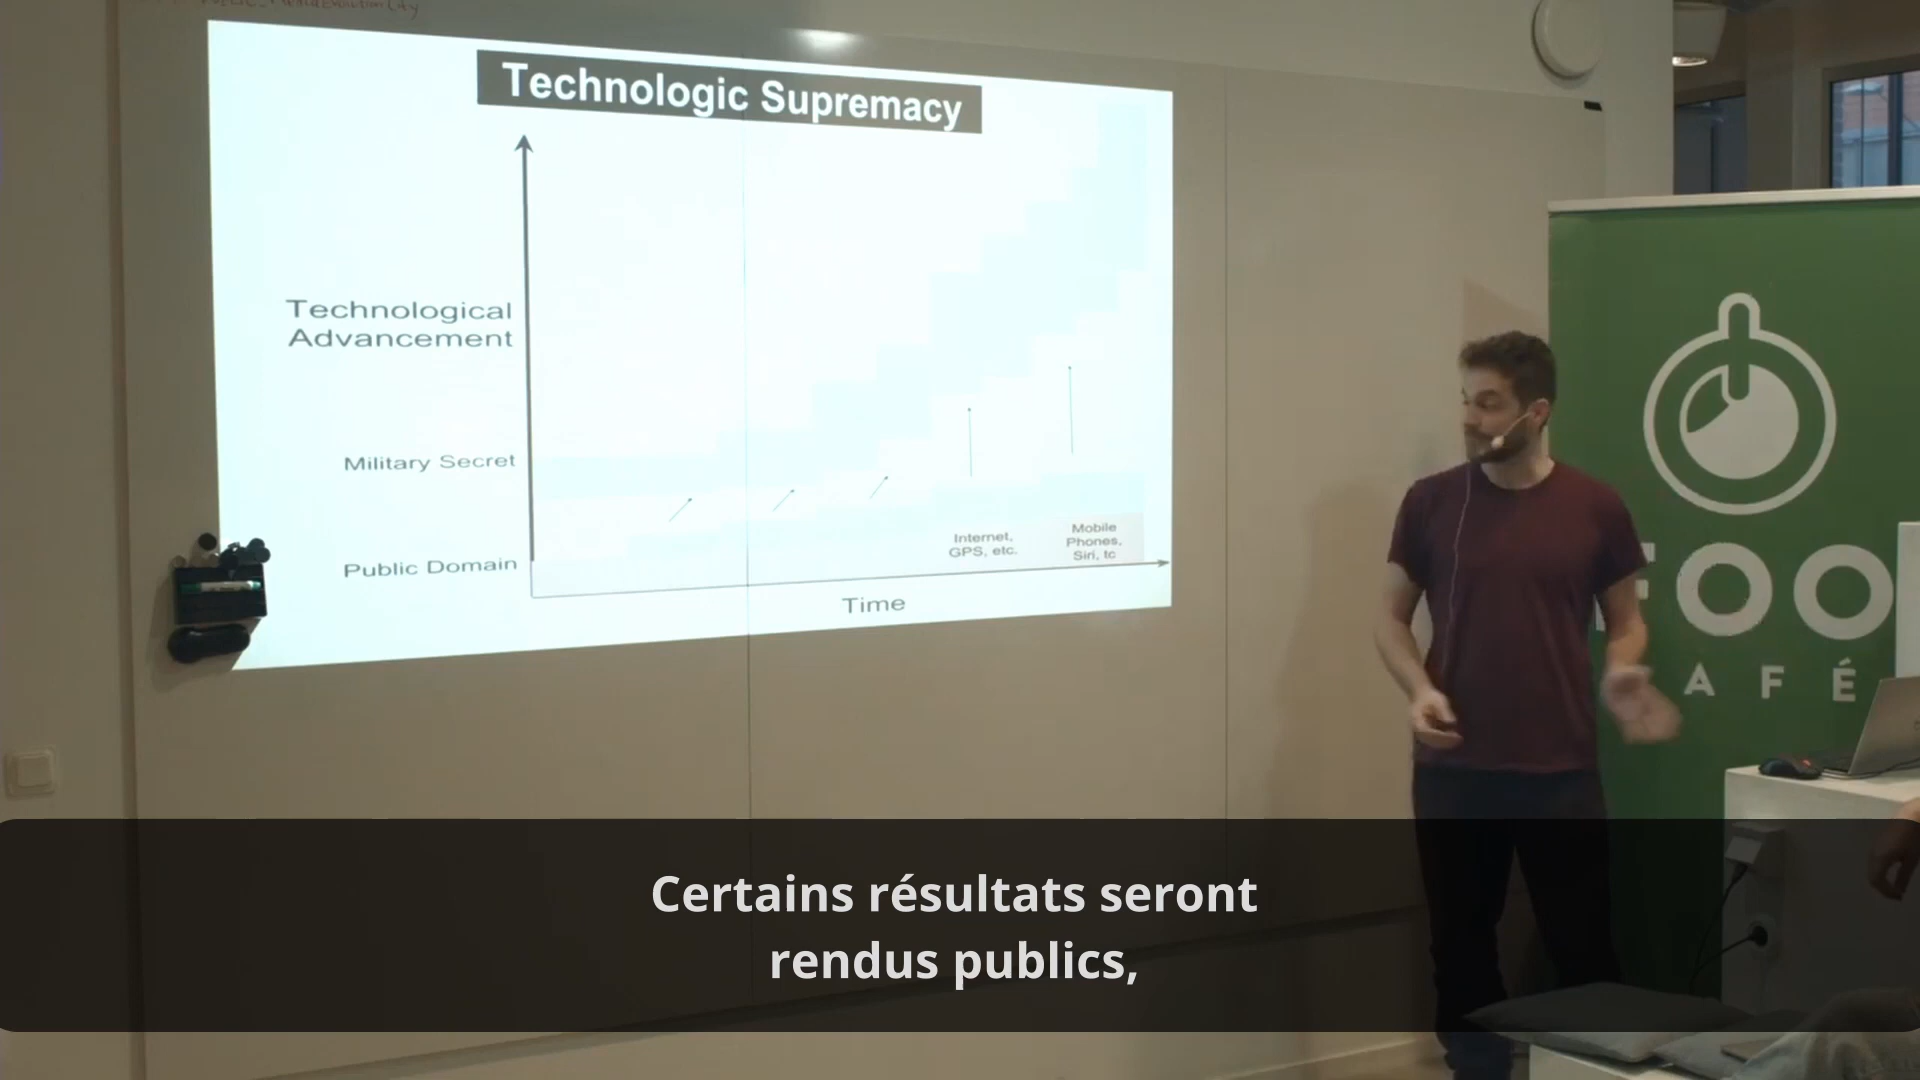 Technologic Supremacy
Technological
Advancement
Military Secret
Public Domain
Internet,
GPS, etc.
Mobile
Phones,
Siri, tc
Time
FOO
AFÉ
Certains résultats seront
rendus publics,